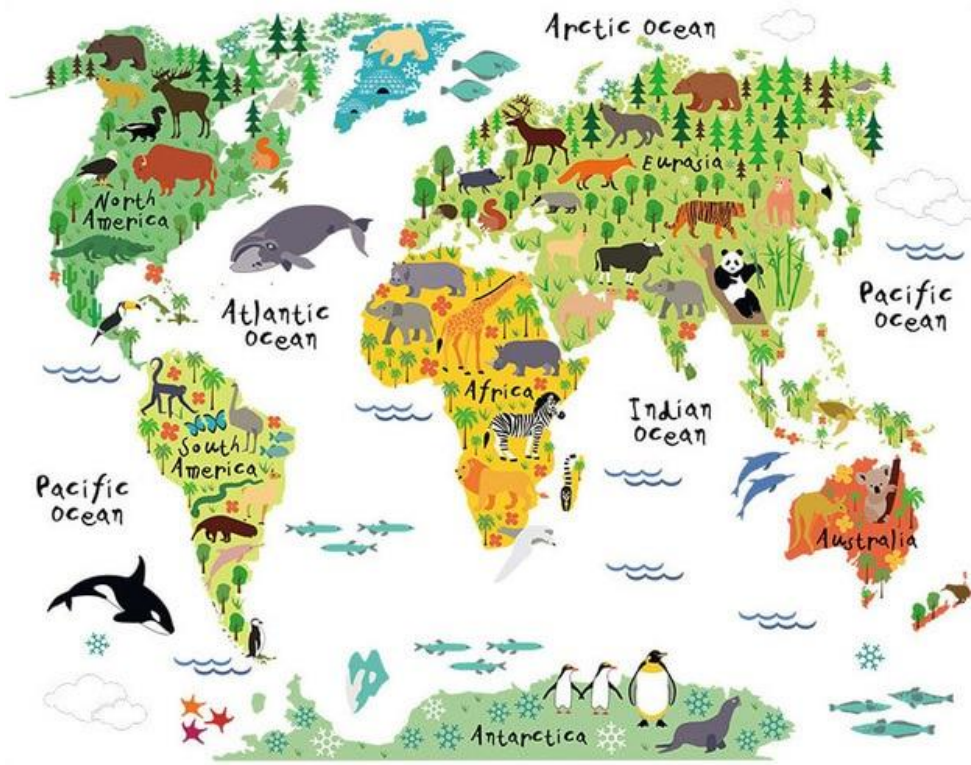 Arctic ocean
Eurasia
North
America
Atlantic
ocean
Pacific
ocean
Africa
Indian
ocean
South
America
Pacific
ocean
Australia
Antarctica